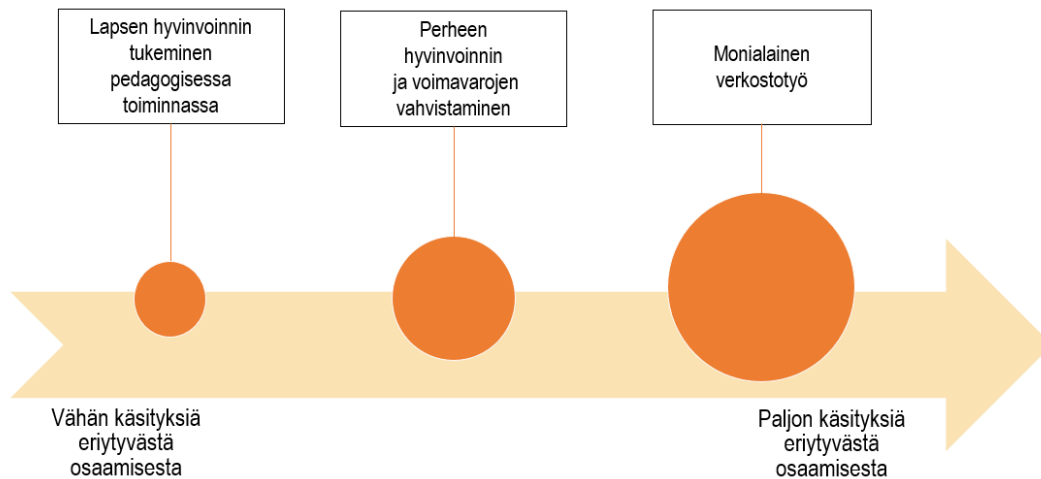 Lapsen hyvinvoinnin
tukeminen
pedagogisessa
toiminnassa
Perheen
hyvinvoinnin
ja voimavarojen
vahvistaminen
Monialainen
verkostotyö
Vähän käsityksiä
eriytyvästä
osaamisesta
Paljon käsityksiä
eriytyvästä
osaamisesta